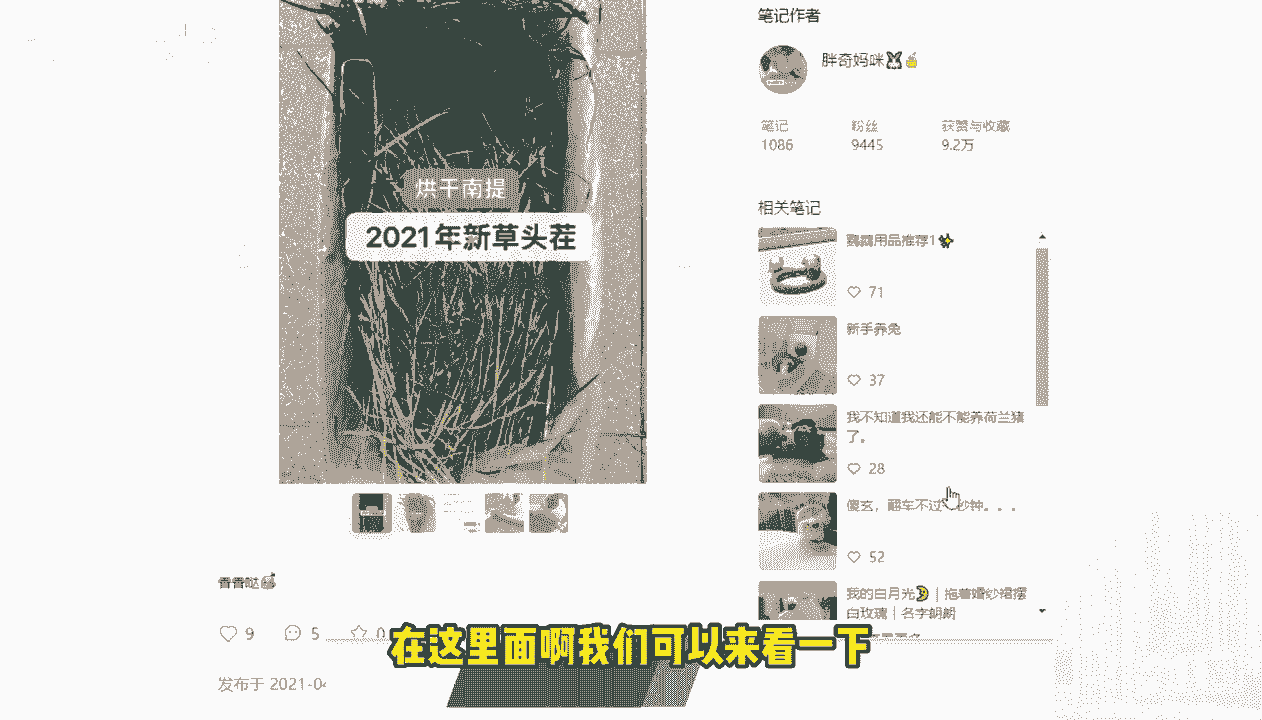 烘干南提
2021年新草头茬
香香哒
9
5
0
发布于 2021-04
笔记作者
胖奇妈咪
笔记
粉丝
获赞与收藏
1086
9445
9.2万
相关笔记
用品推荐1
71
新手养兔
37
我不知道我还能不能养荷兰猪
了。
28
傻玄，翻车不过 秒钟。。。
52
我的白月光🌛｜拖着婚纱裙摆
白玫瑰｜名字朗朗
在这里面啊我们可以来看一下